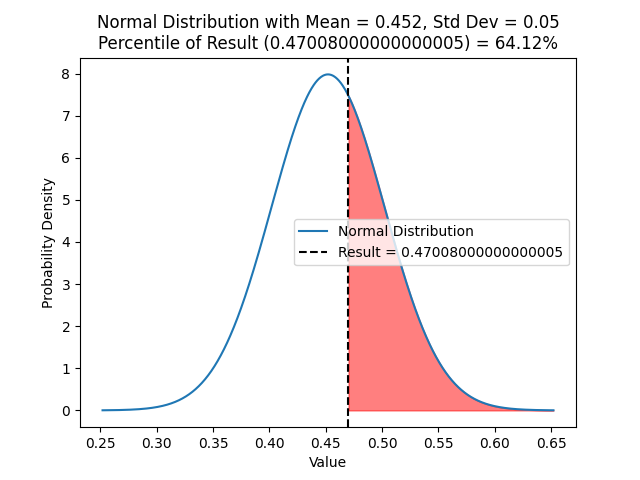 Normal Distribution with Mean = 0.452, Std Dev = 0.05
Percentile of Result (0.47008000000000005) = 64.12%
Probability Density
8
7
6
5
4
3
2
1
0
Normal Distribution
Result = 0.47008000000000005
0.25 0.30 0.35 0.40 0.45 0.50 0.55 0.60 0.65
Value